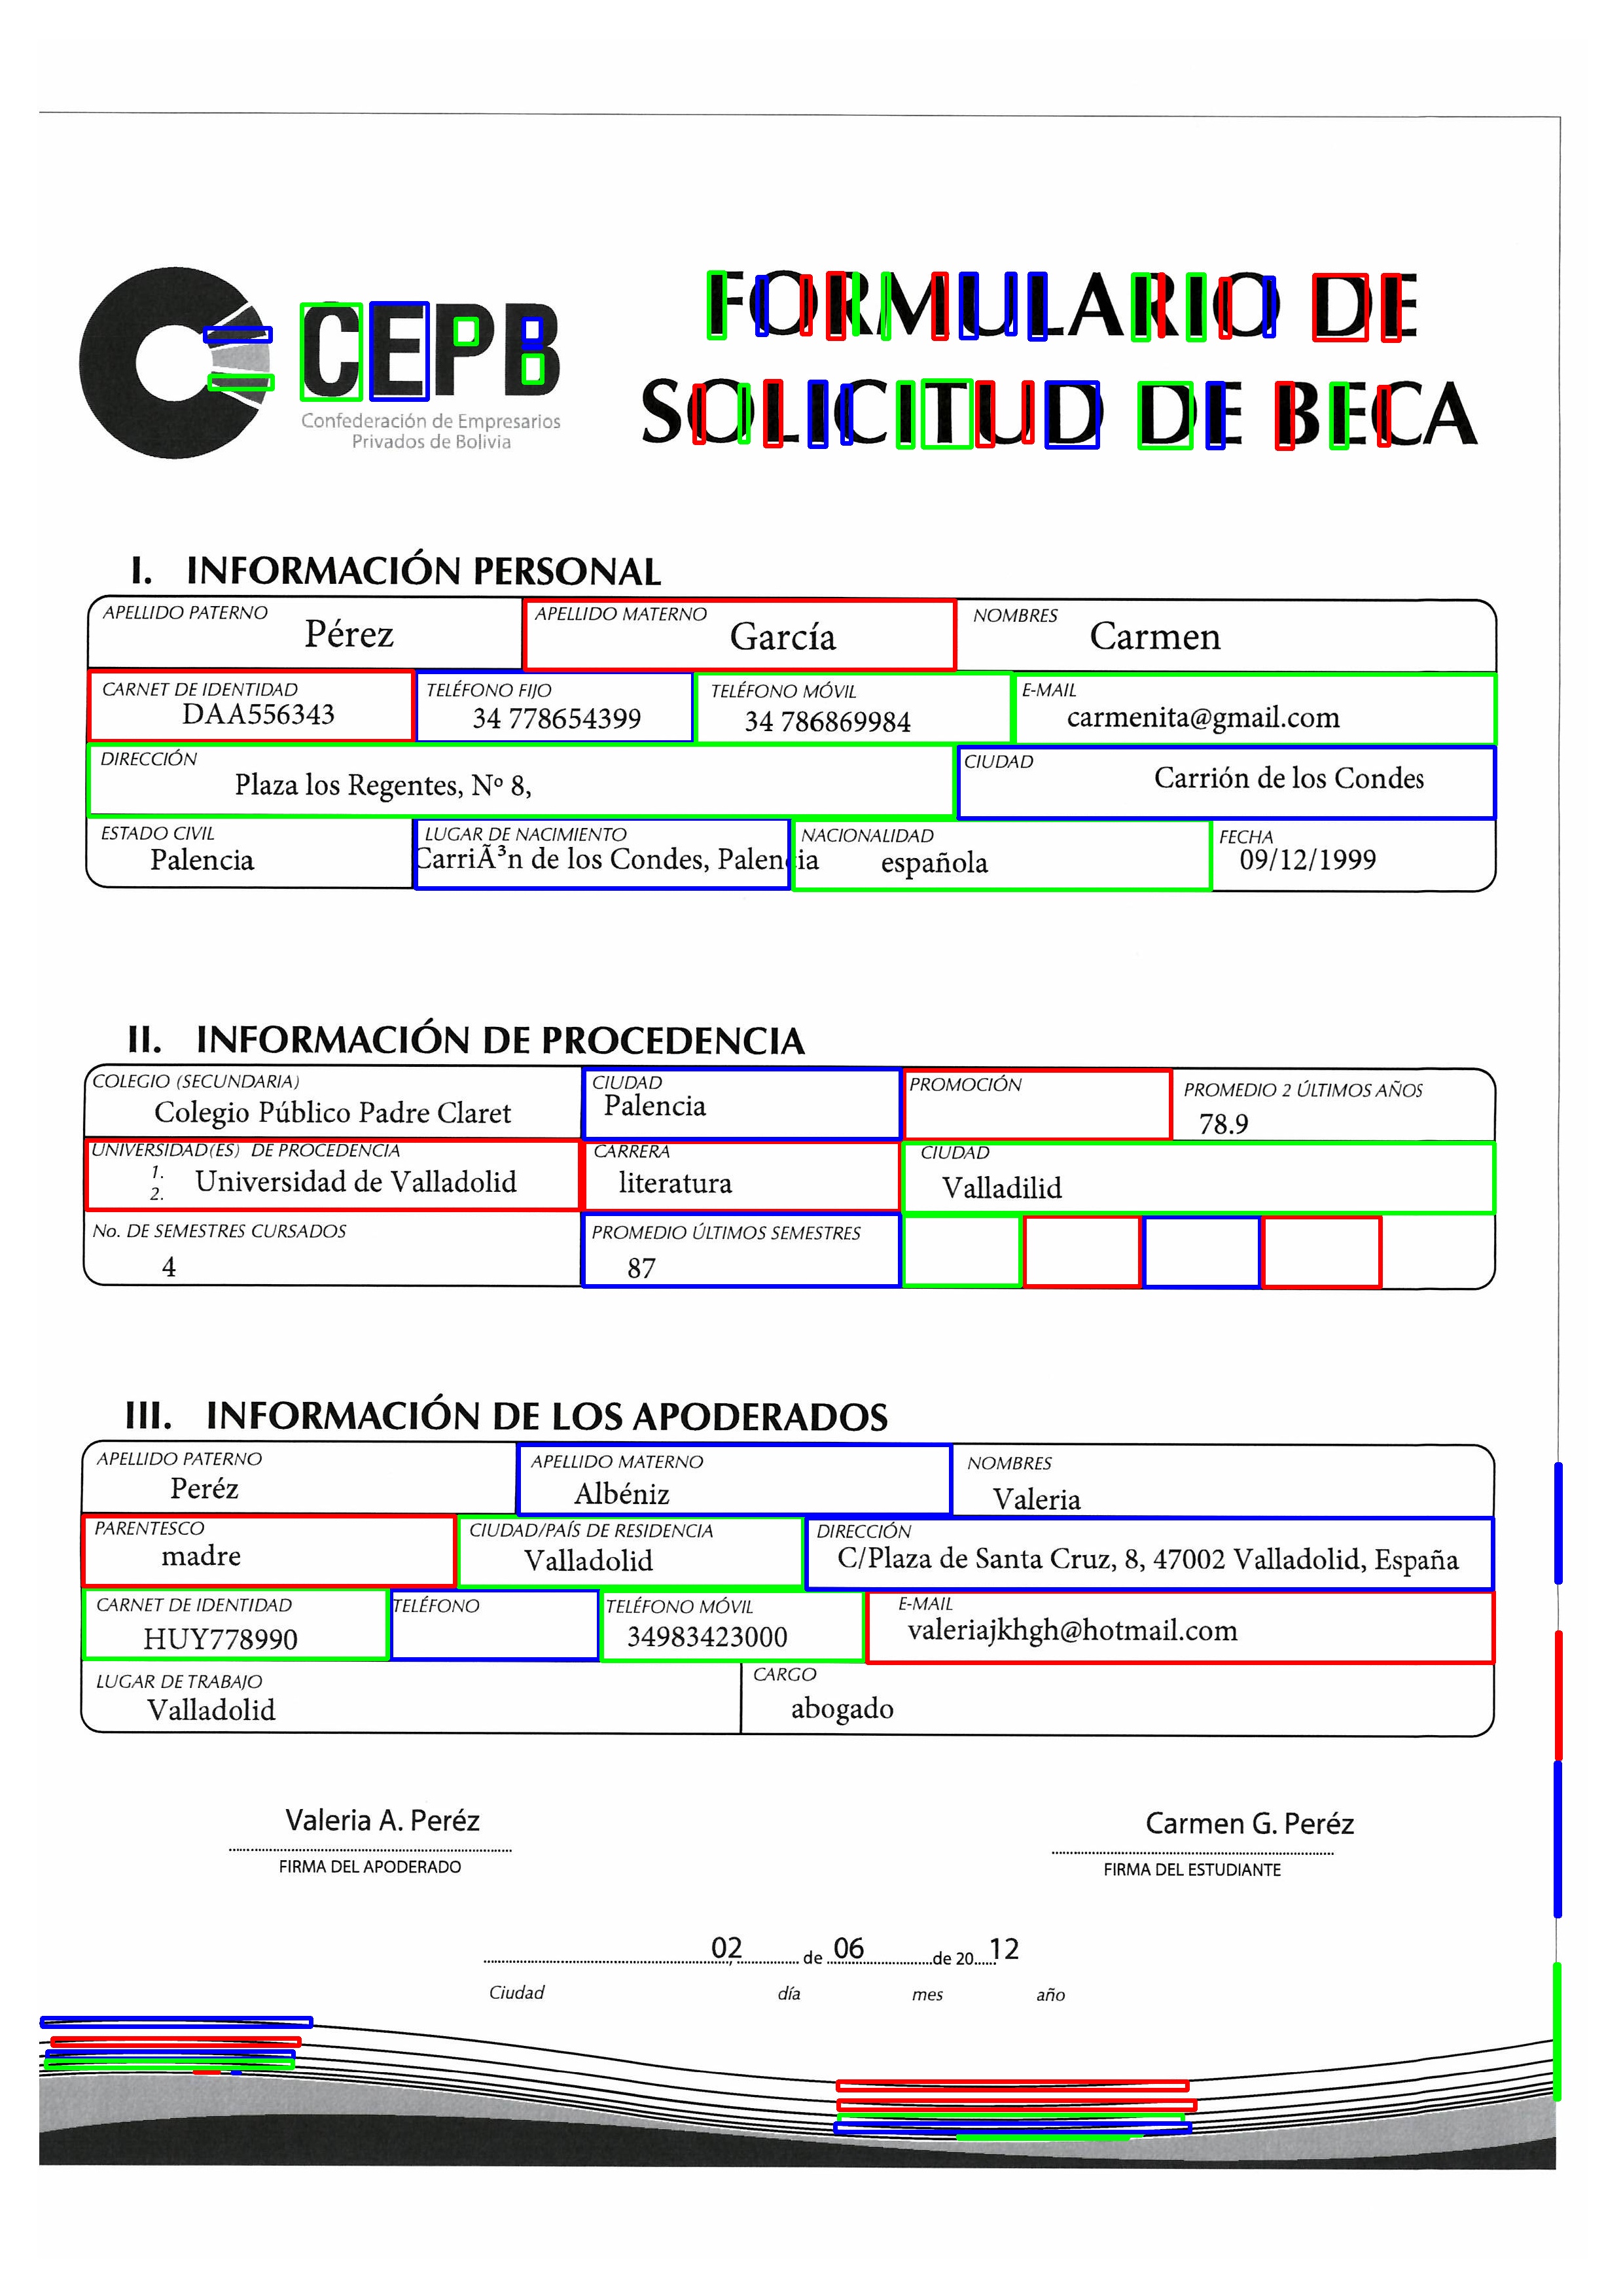 CEPB
Confederación de Empresarios
Privados de Bolivia
FORMULARIO DE
SOLICITUD DE BECA
I. INFORMACIÓN PERSONAL
APELLIDO PATERNO Pérez APELLIDO MATERNO García NOMBRES Carmen
CARNET DE IDENTIDAD TELÉFONO FIJO TELÉFONO MÓVIL E-MAIL
DAA556343 34 778654399 34 786869984 carmenita@gmail.com
DIRECCIÓN CIUDAD
Plaza los Regentes, Nº 8, Carrión de los Condes
ESTADO CIVIL LUGAR DE NACIMIENTO NACIONALIDAD FECHA
Palencia CarriÃ³n de los Condes, Palencia española 09/12/1999
II. INFORMACIÓN DE PROCEDENCIA
COLEGIO (SECUNDARIA) CIUDAD PROMOCIÓN PROMEDIO 2 ÚLTIMOS AÑOS
Colegio Público Padre Claret Palencia 78.9
UNIVERSIDAD(ES) DE PROCEDENCIA CARRERA CIUDAD
1.
2. Universidad de Valladolid literatura Valladilid
No. DE SEMESTRES CURSADOS PROMEDIO ÚLTIMOS SEMESTRES
4 87
III. INFORMACIÓN DE LOS APODERADOS
APELLIDO PATERNO APELLIDO MATERNO NOMBRES
Peréz Albéniz Valeria
PARENTESCO CIUDAD/PAÍS DE RESIDENCIA DIRECCIÓN
madre Valladolid C/Plaza de Santa Cruz, 8, 47002 Valladolid, España
CARNET DE IDENTIDAD TELÉFONO TELÉFONO MÓVIL E-MAIL
HUY778990 34983423000 valeriajkhgh@hotmail.com
LUGAR DE TRABAJO CARGO
Valladolid abogado
Valeria A. Peréz Carmen G. Peréz
FIRMA DEL APODERADO FIRMA DEL ESTUDIANTE
, 02 de 06 de 20 12
Ciudad día mes año